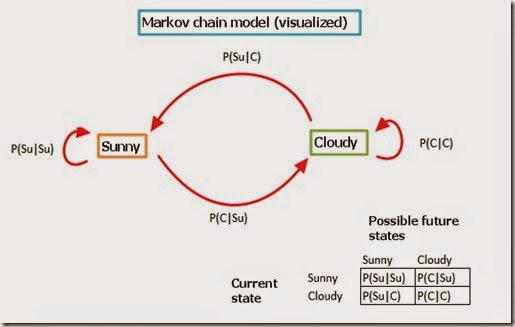 Markov chain model (visualized)
P(Su|C)
P(Su|Su)
Sunny
Cloudy
P(C|C)
P(C|Su)
Possible future
states
Sunny Cloudy
Current
state
Sunny P(Su|Su) P(C|Su)
Cloudy P(Su|C) P(C|C)